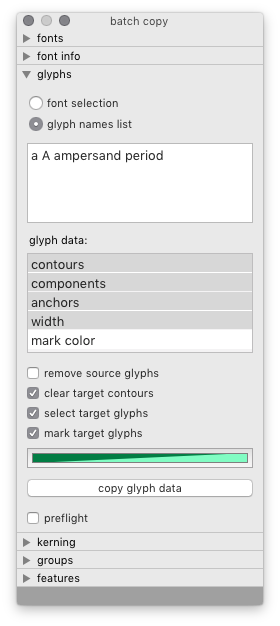 batch copy
fonts
font info
glyphs
font selection
glyph names list
a A ampersand period
glyph data:
contours
components
anchors
width
mark color
remove source glyphs
clear target contours
select target glyphs
mark target glyphs
copy glyph data
preflight
kerning
groups
features